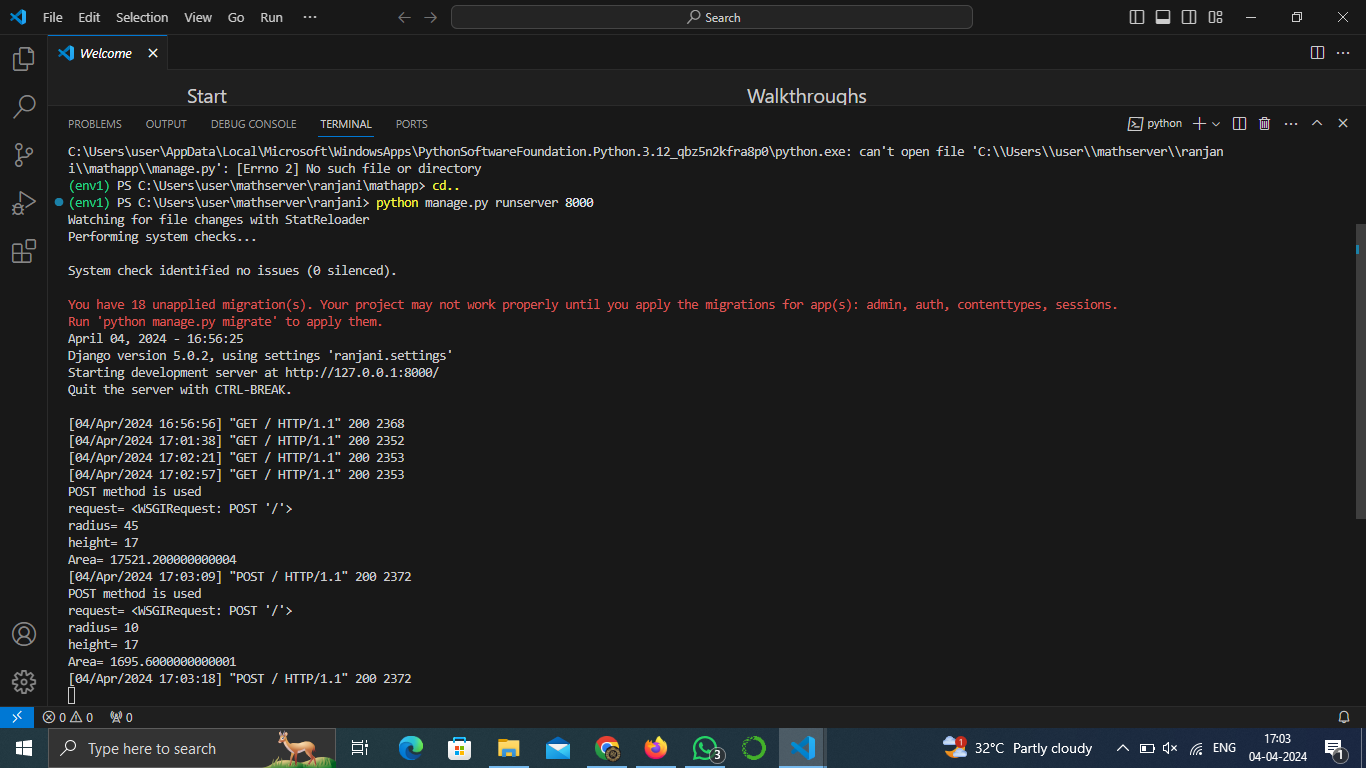 File Edit Selection View Go Run ... Search
Welcome
Start Walkthroughs
PROBLEMS OUTPUT DEBUG CONSOLE TERMINAL PORTS python
C:\Users\user\AppData\Local\Microsoft\WindowsApps\PythonSoftwareFoundation.Python.3.12_qbz5n2kfra8p0\python.exe: can't open file 'C:\\Users\\user\\mathserver\\ranjan
i\\mathapp\\manage.py': [Errno 2] No such file or directory
(env1) PS C:\Users\user\mathserver\ranjani\mathapp> cd..
(env1) PS C:\Users\user\mathserver\ranjani> python manage.py runserver 8000
Watching for file changes with StatReloader
Performing system checks...
System check identified no issues (0 silenced).
You have 18 unapplied migration(s). Your project may not work properly until you apply the migrations for app(s): admin, auth, contenttypes, sessions.
Run 'python manage.py migrate' to apply them.
April 04, 2024 - 16:56:25
Django version 5.0.2, using settings 'ranjani.settings'
Starting development server at http://127.0.0.1:8000/
Quit the server with CTRL-BREAK.
[04/Apr/2024 16:56:56] "GET / HTTP/1.1" 200 2368
[04/Apr/2024 17:01:38] "GET / HTTP/1.1" 200 2352
[04/Apr/2024 17:02:21] "GET / HTTP/1.1" 200 2353
[04/Apr/2024 17:02:57] "GET / HTTP/1.1" 200 2353
POST method is used
request= <WSGIRequest: POST '/'>
radius= 45
height= 17
Area= 17521.200000000004
[04/Apr/2024 17:03:09] "POST / HTTP/1.1" 200 2372
POST method is used
request= <WSGIRequest: POST '/'>
radius= 10
height= 17
Area= 1695.6000000000001
[04/Apr/2024 17:03:18] "POST / HTTP/1.1" 200 2372
0 0 0
Type here to search 3 1 32°C Partly cloudy ENG 17:03 1
04-04-2024